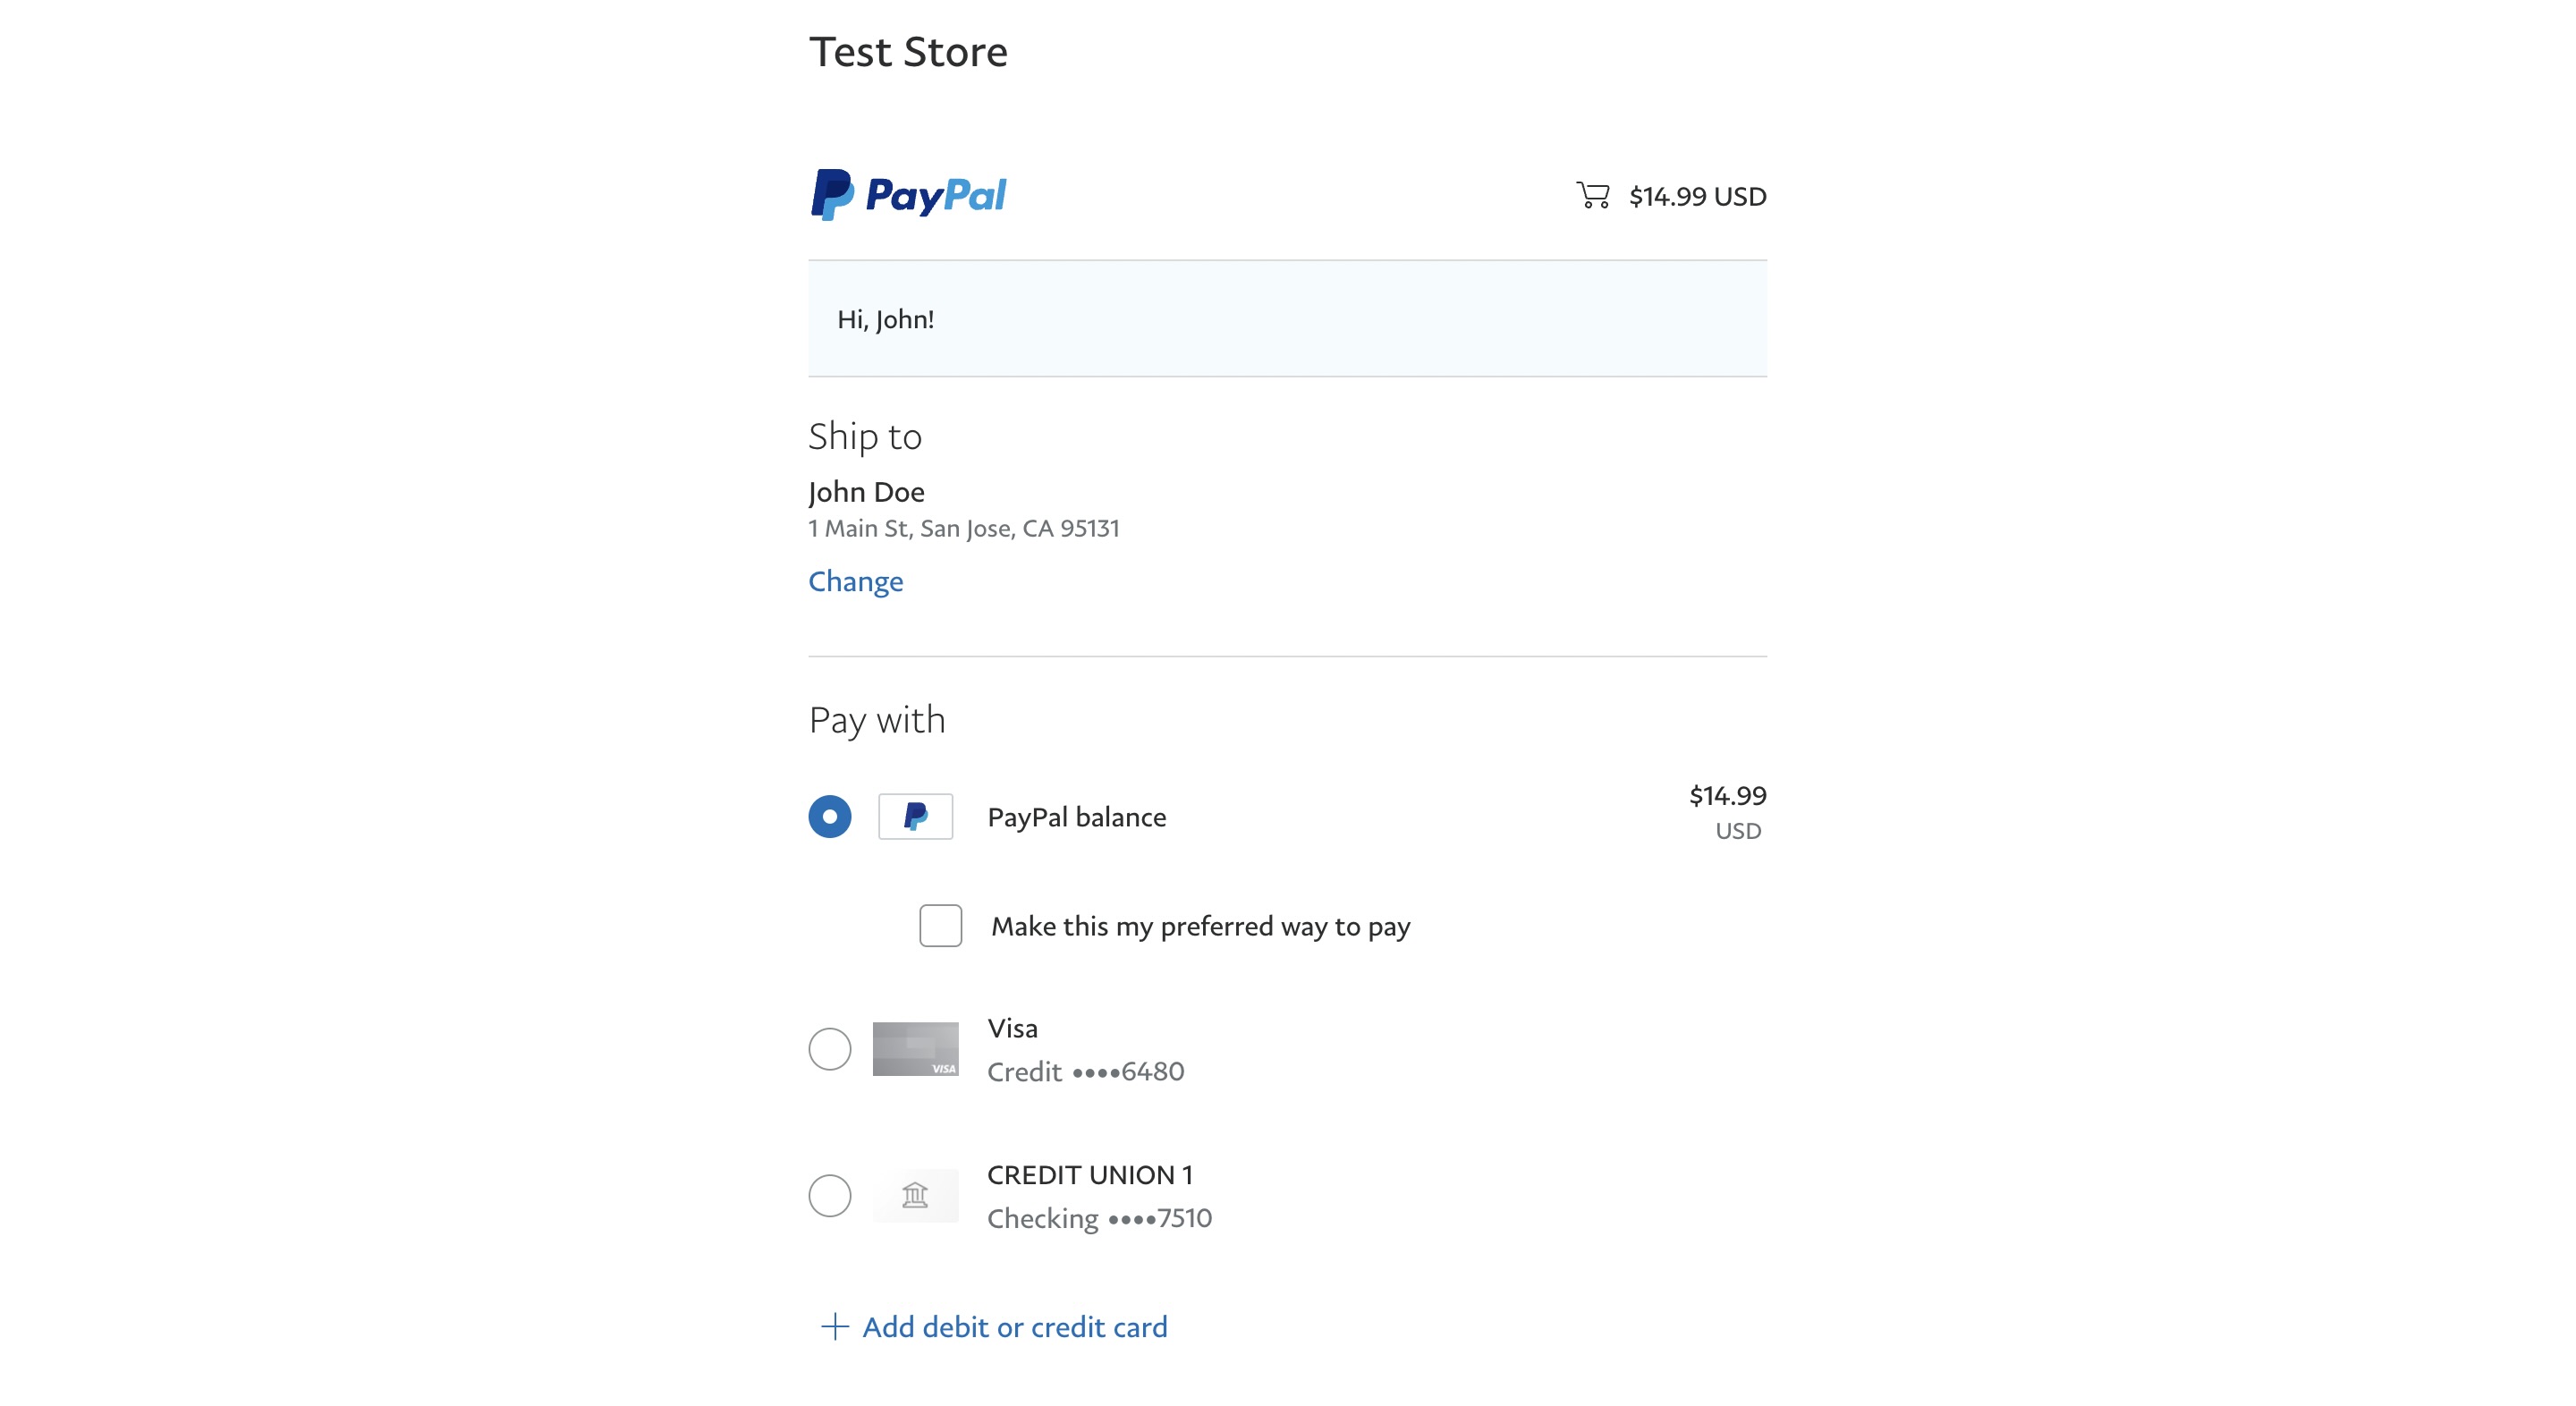 Test Store
PayPal
$14.99 USD
Hi, John!
Ship to
John Doe
1 Main St, San Jose, CA 95131
Change
Pay with
PayPal balance
$14.99
USD
Make this my preferred way to pay
Visa
VISA
Credit ••••6480
CREDIT UNION 1
Checking ••••7510
+ Add debit or credit card